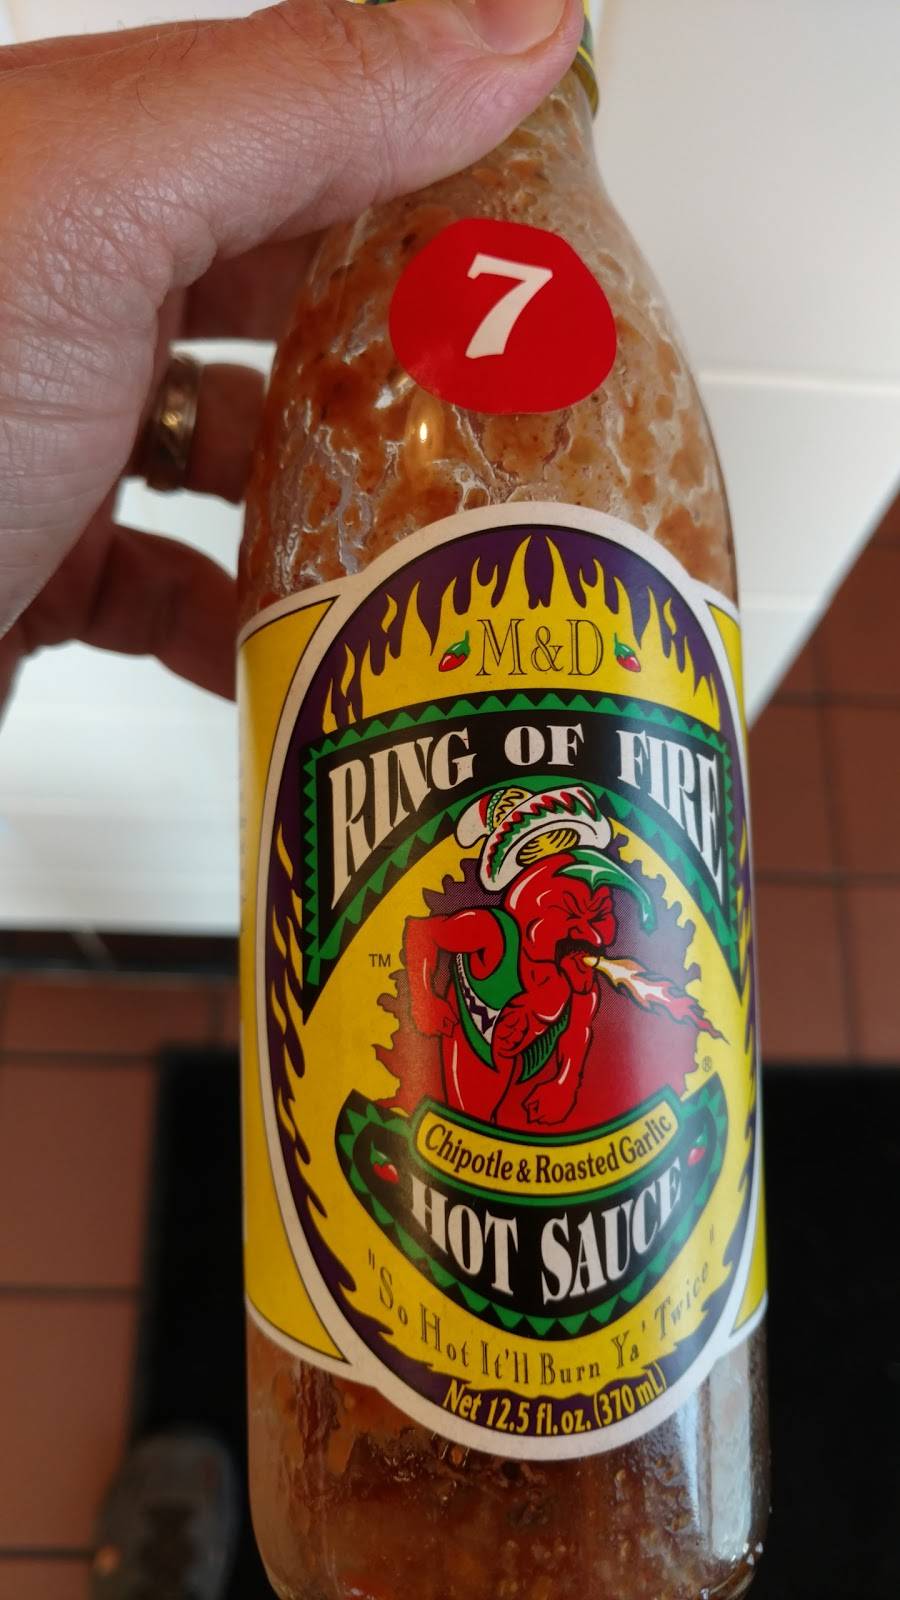 7
M&D
RING OF FIRE
TM
®
Chipotle & Roasted Garlic
HOT SAUCE
"So Hot It'll Burn Ya' Twice"
Net 12.5 fl. oz. (370 mL)